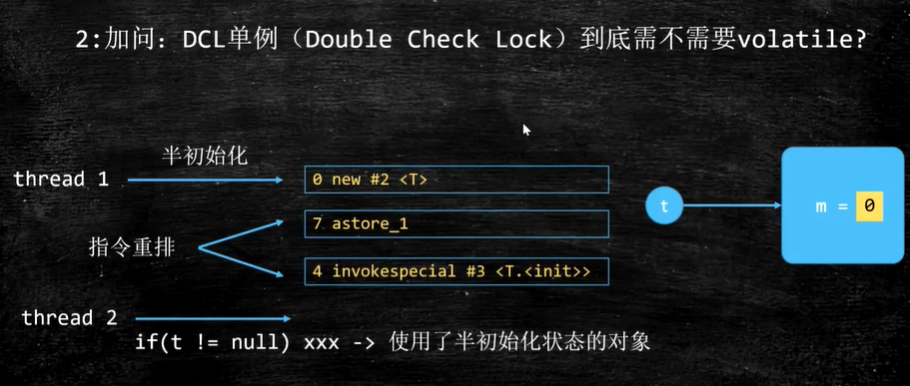 2:加问：DCL单例（Double Check Lock）到底需不需要volatile?
半初始化
thread 1
0 new #2 <T>
t
m = 0
7 astore_1
指令重排
4 invokespecial #3 <T.<init>>
thread 2
if(t != null) xxx -> 使用了半初始化状态的对象